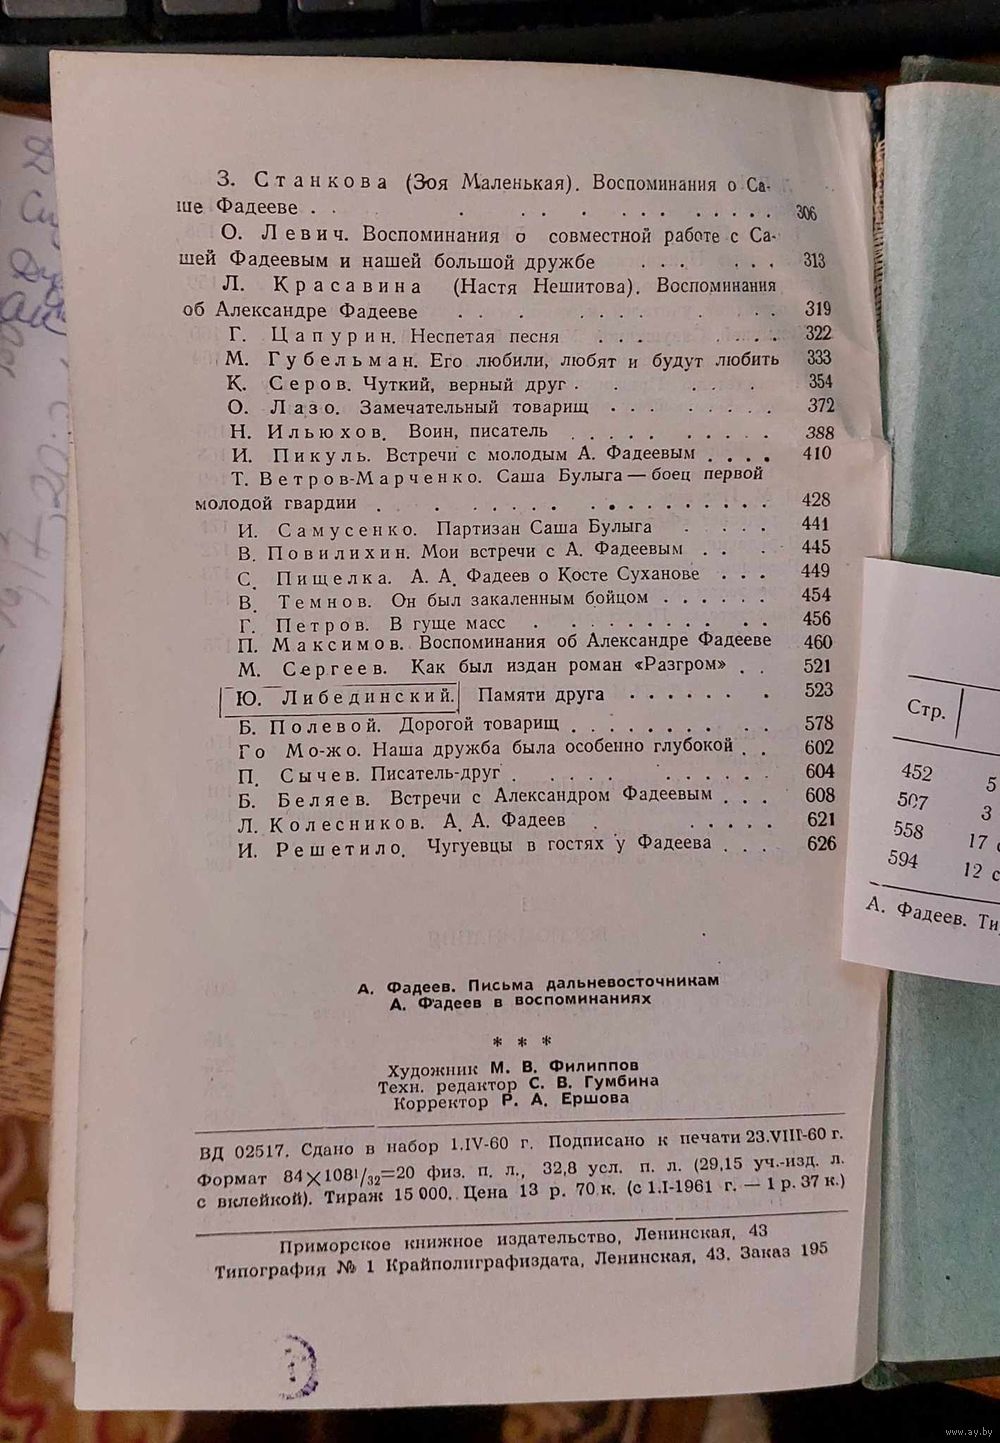 З. Станкова (Зоя Маленькая). Воспоминания о Са-
ше Фадееве . . . . . . . . . . . . . 306
О. Левич. Воспоминания о совместной работе с Са-
шей Фадеевым и нашей большой дружбе . . . . . . 313
Л. Красавина (Настя Нешитова). Воспоминания
об Александре Фадееве . . . . . . . . . . 319
Г. Цапурин. Неспетая песня . . . . . . . 322
М. Губельман. Его любили, любят и будут любить 333
К. Серов. Чуткий, верный друг . . . . . 354
О. Лазо. Замечательный товарищ . . . . . . . 372
Н. Ильюхов. Воин, писатель . . . . . . . . 388
И. Пикуль. Встречи с молодым А. Фадеевым . . . . 410
Т. Ветров-Марченко. Саша Булыга — боец первой
молодой гвардии . . . . . . . . . . . . . . . 428
И. Самусенко. Партизан Саша Булыга . . . . 441
В. Повилихин. Мои встречи с А. Фадеевым . . . 445
С. Пищелка. А. А. Фадеев о Косте Суханове . . . 449
В. Темнов. Он был закаленным бойцом . . . . . . 454
Г. Петров. В гуще масс . . . . . . . . . 456
П. Максимов. Воспоминания об Александре Фадееве 460
М. Сергеев. Как был издан роман «Разгром» . . 521
Ю. Либединский. Памяти друга . . . . . . . 523
Б. Полевой. Дорогой товарищ . . . . . . . . . . 578
Го Мо-жо. Наша дружба была особенно глубокой . . 602
П. Сычев. Писатель-друг . . . . . . . . . . 604
Б. Беляев. Встречи с Александром Фадеевым . . . 608
Л. Колесников. А. А. Фадеев . . . . . . 621
И. Решетило. Чугуевцы в гостях у Фадеева . . . 626
А. Фадеев. Письма дальневосточникам
А. Фадеев в воспоминаниях
* * *
Художник М. В. Филиппов
Техн. редактор С. В. Гумбина
Корректор Р. А. Ершова
ВД 02517. Сдано в набор 1.IV-60 г. Подписано к печати 23.VIII-60 г.
Формат 84×108¹/₃₂=20 физ. п. л., 32,8 усл. п. л. (29,15 уч.-изд. л.
с вклейкой). Тираж 15 000. Цена 13 р. 70 к. (с 1.I-1961 г. — 1 р. 37 к.)
Приморское книжное издательство, Ленинская, 43
Типография № 1 Крайполиграфиздата, Ленинская, 43. Заказ 195
Стр.
452 5
507 3
558 17
594 12 с
А. Фадеев. Ти
www.ay.by